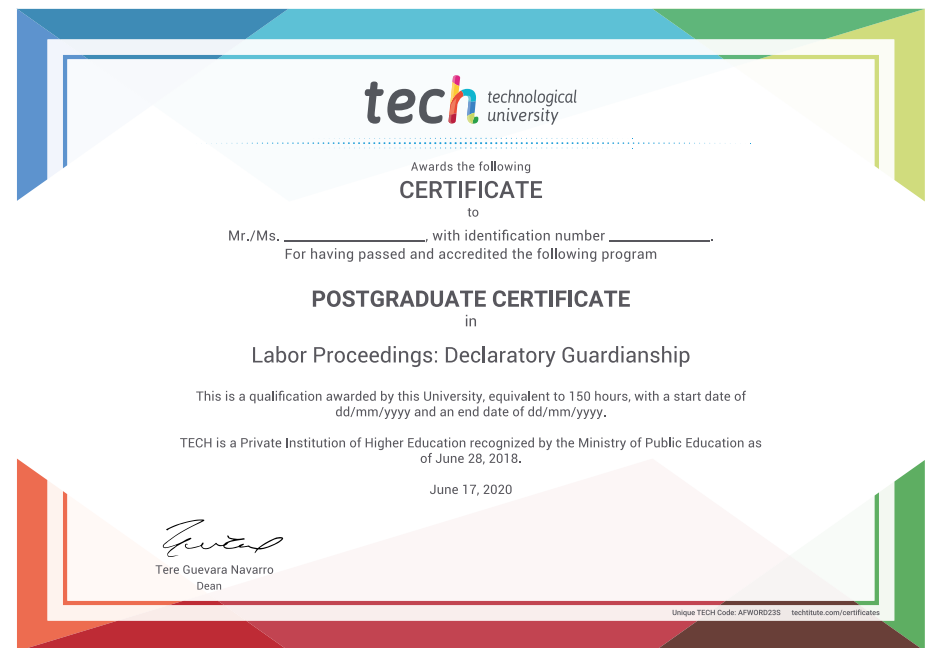 tech technological
university
Awards the following
CERTIFICATE
to
Mr./Ms. ____________, with identification number ____________.
For having passed and accredited the following program
POSTGRADUATE CERTIFICATE
in
Labor Proceedings: Declaratory Guardianship
This is a qualification awarded by this University, equivalent to 150 hours, with a start date of
dd/mm/yyyy and an end date of dd/mm/yyyy.
TECH is a Private Institution of Higher Education recognized by the Ministry of Public Education as
of June 28, 2018.
June 17, 2020
Tere Guevara Navarro
Dean
Unique TECH Code: AFWORD23S techtitute.com/certificates